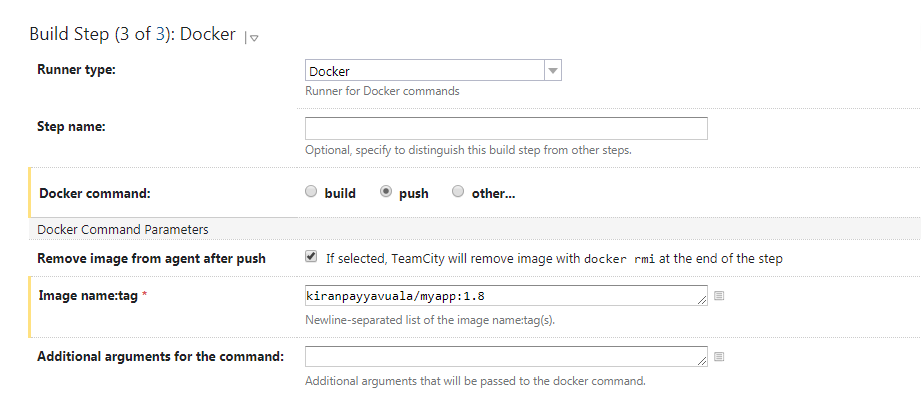 Build Step (3 of 3): Docker
Runner type:
Docker
Runner for Docker commands
Step name:
Optional, specify to distinguish this build step from other steps.
Docker command:
build push other...
Docker Command Parameters
Remove image from agent after push
If selected, TeamCity will remove image with docker rmi at the end of the step
Image name:tag *
kiranpayyavuala/myapp:1.8
Newline-separated list of the image name:tag(s).
Additional arguments for the command:
Additional arguments that will be passed to the docker command.